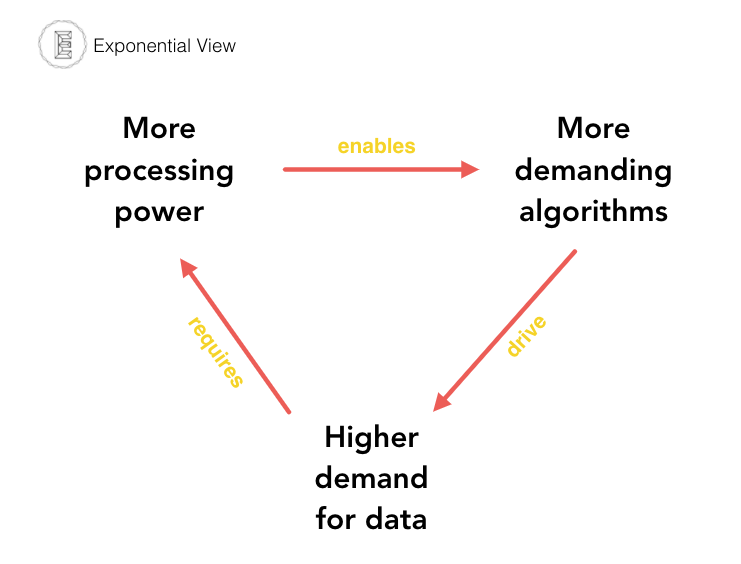 Exponential View
More
processing
power
enables
More
demanding
algorithms
requires
drive
Higher
demand
for data